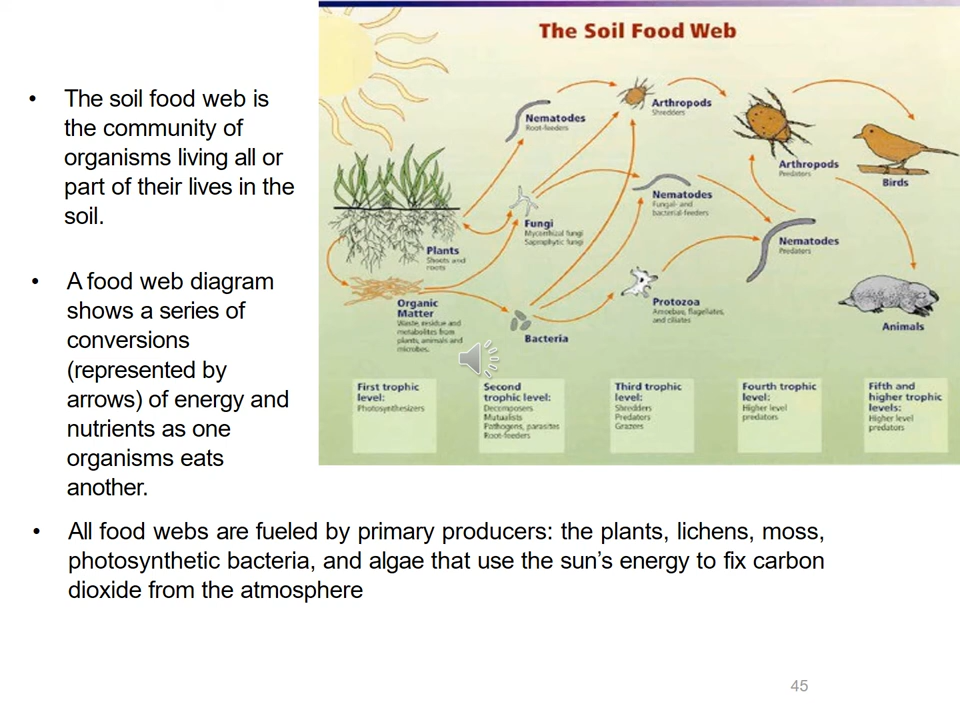 The Soil Food Web
• The soil food web is
the community of
organisms living all or
part of their lives in the
soil.
• A food web diagram
shows a series of
conversions
(represented by
arrows) of energy and
nutrients as one
organisms eats
another.
Nematodes
Root-feeders
Arthropods
Shredders
Arthropods
Predators
Birds
Plants
Shoots and
roots
Fungi
Mycorrhizal fungi
Saprophytic fungi
Nematodes
Fungal- and
bacterial-feeders
Nematodes
Predators
Organic
Matter
Waste, residue and
metabolites from
plants, animals and
microbes.
Bacteria
Protozoa
Amoebae, flagellates,
and ciliates
Animals
First trophic
level:
Photosynthesizers
Second
trophic level:
Decomposers
Mutualists
Pathogens, parasites
Root-feeders
Third trophic
level:
Shredders
Predators
Grazers
Fourth trophic
level:
Higher level
predators
Fifth and
higher trophic
levels:
Higher level
predators
• All food webs are fueled by primary producers: the plants, lichens, moss,
photosynthetic bacteria, and algae that use the sun’s energy to fix carbon
dioxide from the atmosphere
45